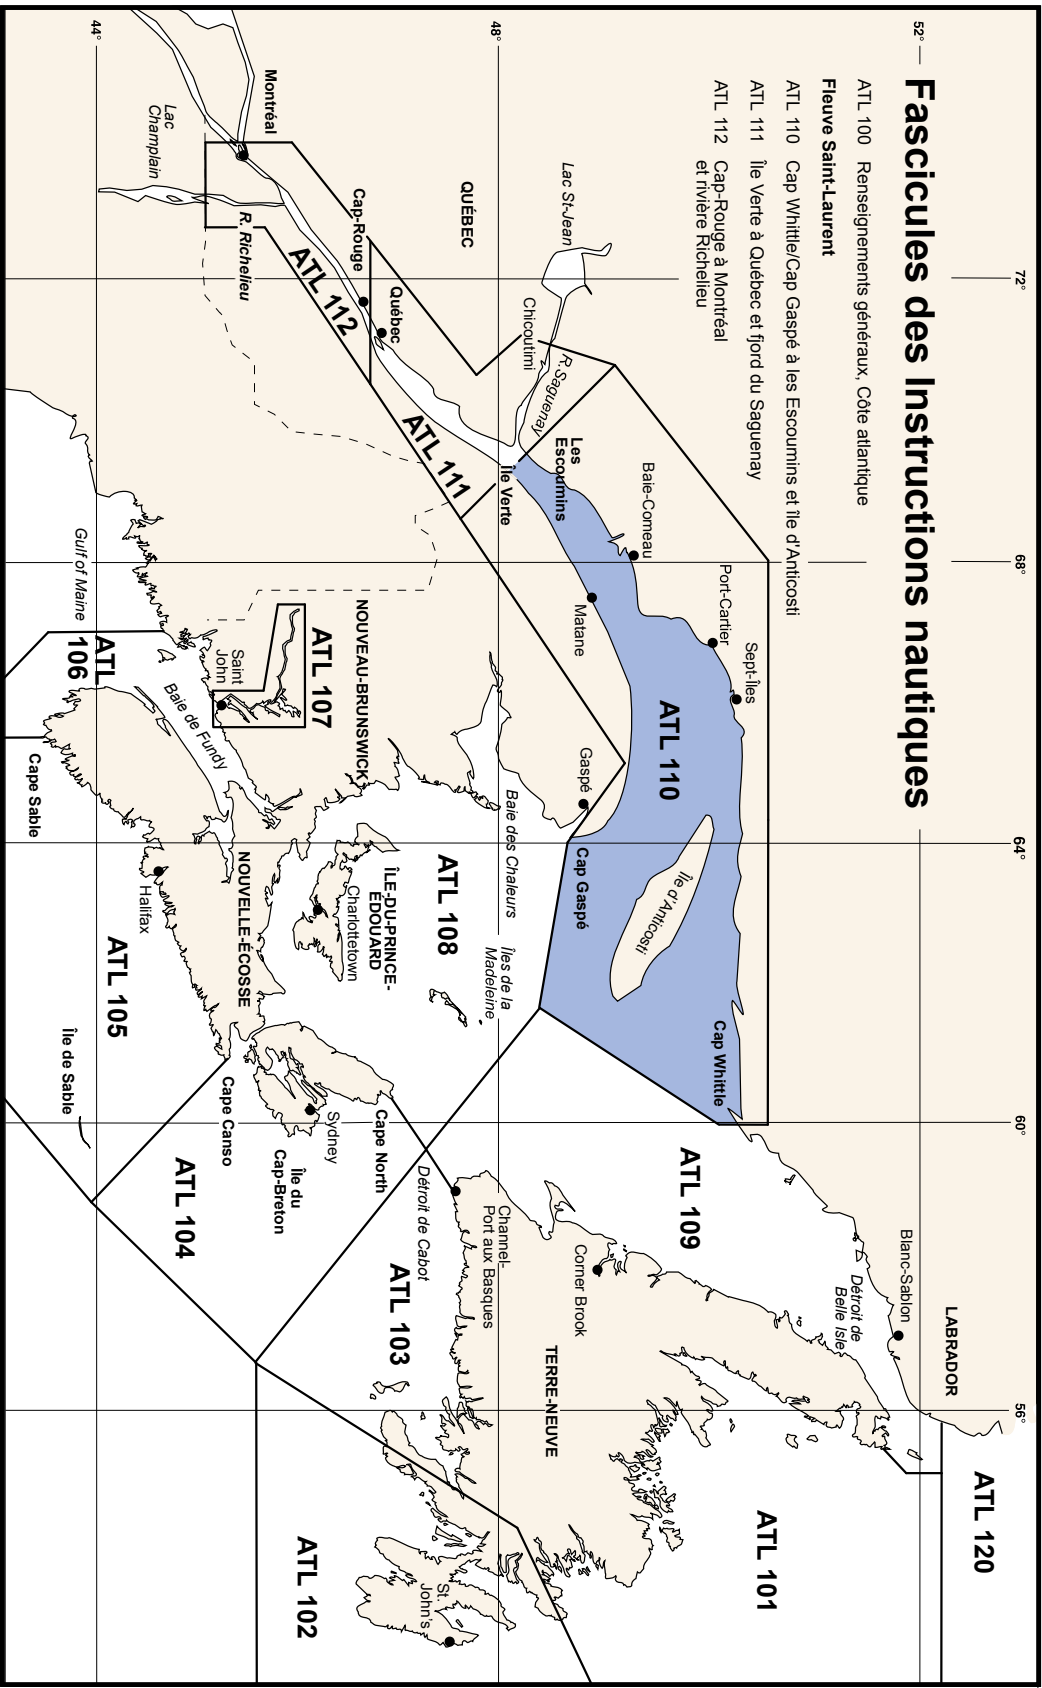 Fascicules des Instructions nautiques
ATL 100 Renseignements généraux, Côte atlantique
Fleuve Saint-Laurent
ATL 110 Cap Whittle/Cap Gaspé à les Escoumins et île d'Anticosti
ATL 111 Île Verte à Québec et fjord du Saguenay
ATL 112 Cap-Rouge à Montréal
et rivière Richelieu
72°
68°
64°
60°
56°
52°
48°
44°
LABRADOR
ATL 120
Blanc-Sablon
Détroit de
Belle Isle
ATL 101
Sept-Îles
Port-Cartier
Baie-Comeau
Cap Whittle
ATL 109
ATL 110
Île d'Anticosti
Lac St-Jean
Chicoutimi
R. Saguenay
Les
Escoumins
Matane
Gaspé
Cap Gaspé
Corner Brook
TERRE-NEUVE
QUÉBEC
Île Verte
Baie des Chaleurs
Îles de la
Madeleine
Channel-
Port aux Basques
ATL 111
ATL 108
Détroit de Cabot
ATL 103
St.
John's
Cap-Rouge
Québec
NOUVEAU-BRUNSWICK
ÎLE-DU-PRINCE-
ÉDOUARD
Charlottetown
Cape North
ATL 112
ATL 107
Sydney
Île du
Cap-Breton
ATL 102
Montréal
R. Richelieu
Saint
John
NOUVELLE-ÉCOSSE
Cape Canso
ATL 104
Lac
Champlain
Baie de Fundy
Halifax
ATL 105
Gulf of Maine
ATL
106
Cape Sable
Île de Sable